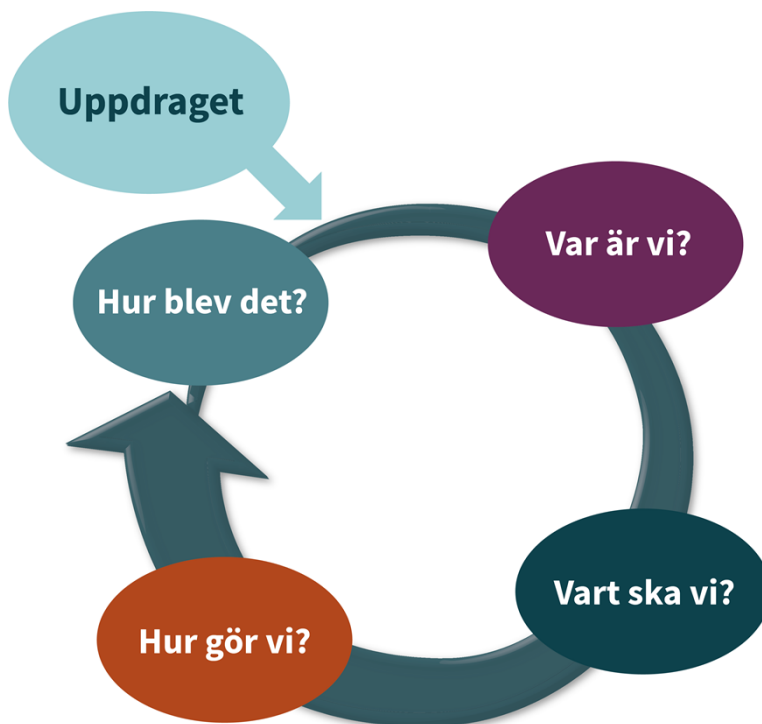 Uppdraget
Var är vi?
Hur blev det?
Vart ska vi?
Hur gör vi?